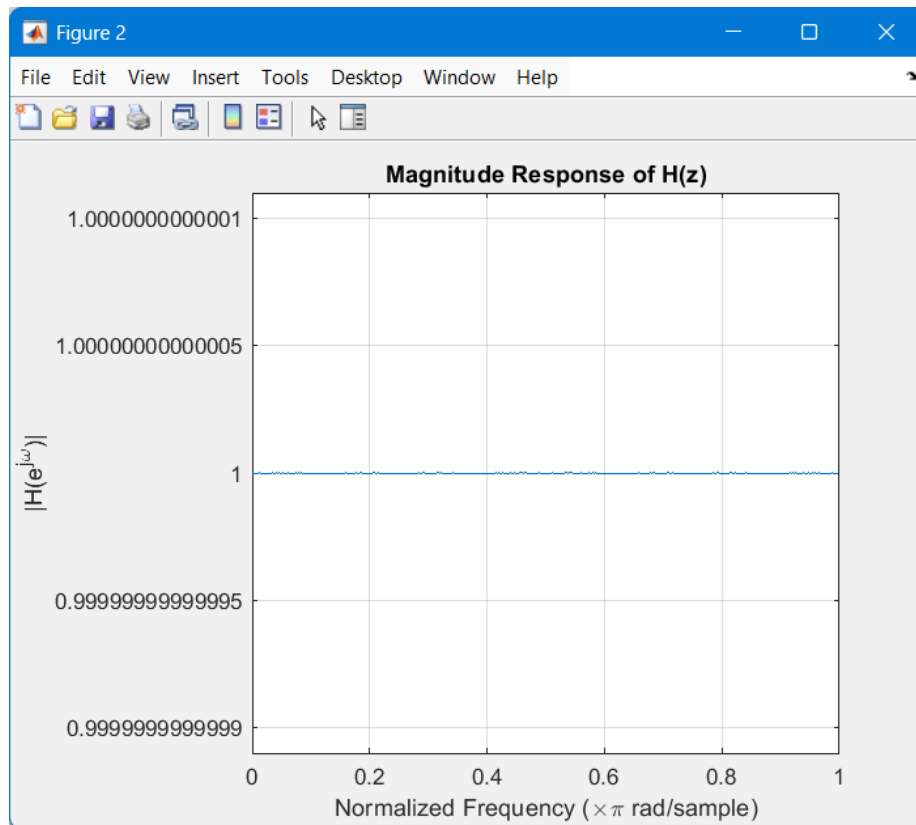 Figure 2
File Edit View Insert Tools Desktop Window Help
Magnitude Response of H(z)
1.0000000000001
1.00000000000005
1
0.99999999999995
0.9999999999999
|H(e^jω)|
0 0.2 0.4 0.6 0.8 1
Normalized Frequency (×π rad/sample)